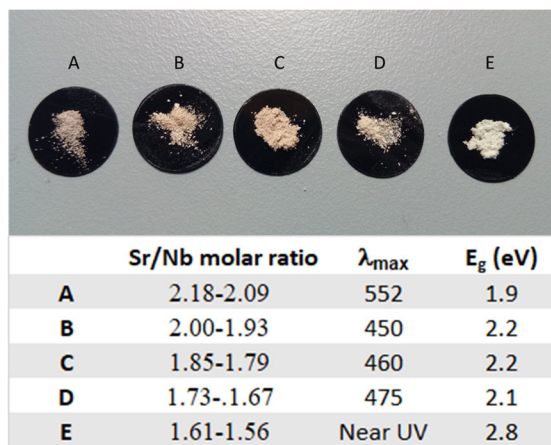 A B C D E
Sr/Nb molar ratio λmax Eg (eV)
A 2.18-2.09 552 1.9
B 2.00-1.93 450 2.2
C 1.85-1.79 460 2.2
D 1.73-.1.67 475 2.1
E 1.61-1.56 Near UV 2.8